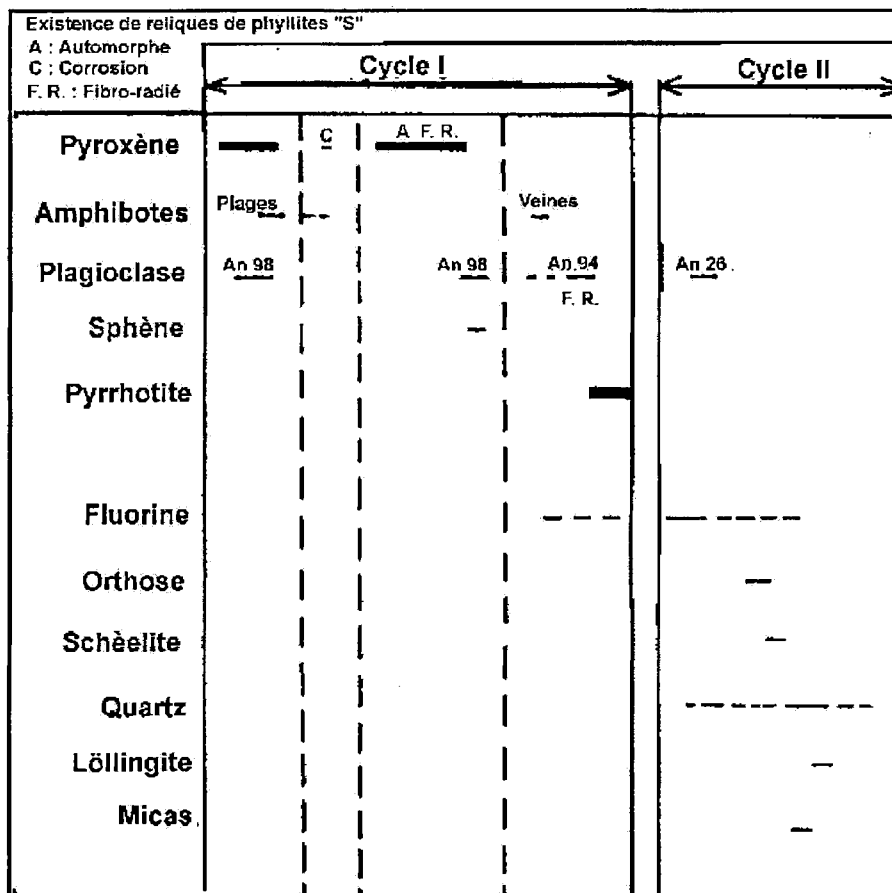 Existence de reliques de phyllites "S"
A : Automorphe
C : Corrosion
F. R. : Fibro-radié
Cycle I
Cycle II
Pyroxène
C
A F. R.
Amphibotes
Plages
Veines
Plagioclase
An 98
An 98
An.94
An 26.
F. R.
Sphène
Pyrrhotite
Fluorine
Orthose
Schèelite
Quartz
Löllingite
Micas